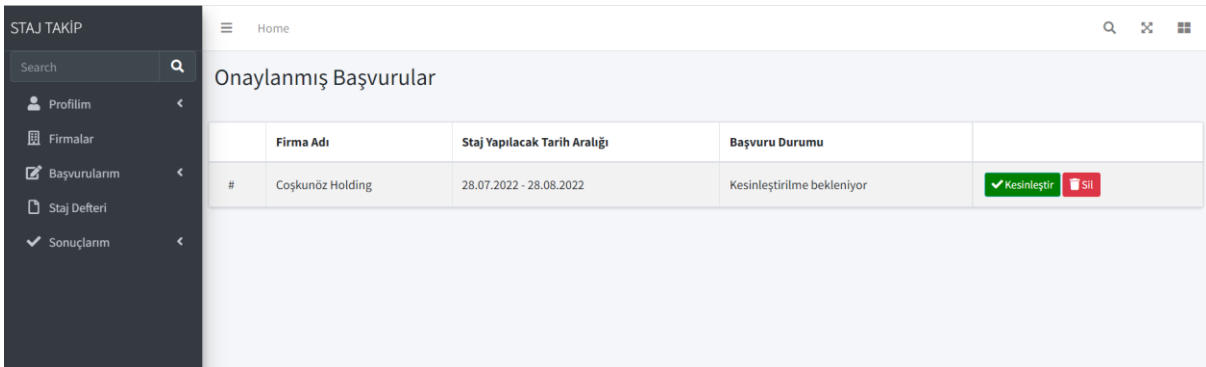 STAJ TAKİP
Home
Search
Profilim
Firmalar
Başvurularım
Staj Defteri
Sonuçlarım
Onaylanmış Başvurular
Firma Adı Staj Yapılacak Tarih Aralığı Başvuru Durumu
# Coşkunöz Holding 28.07.2022 - 28.08.2022 Kesinleştirilme bekleniyor Kesinleştir Sil